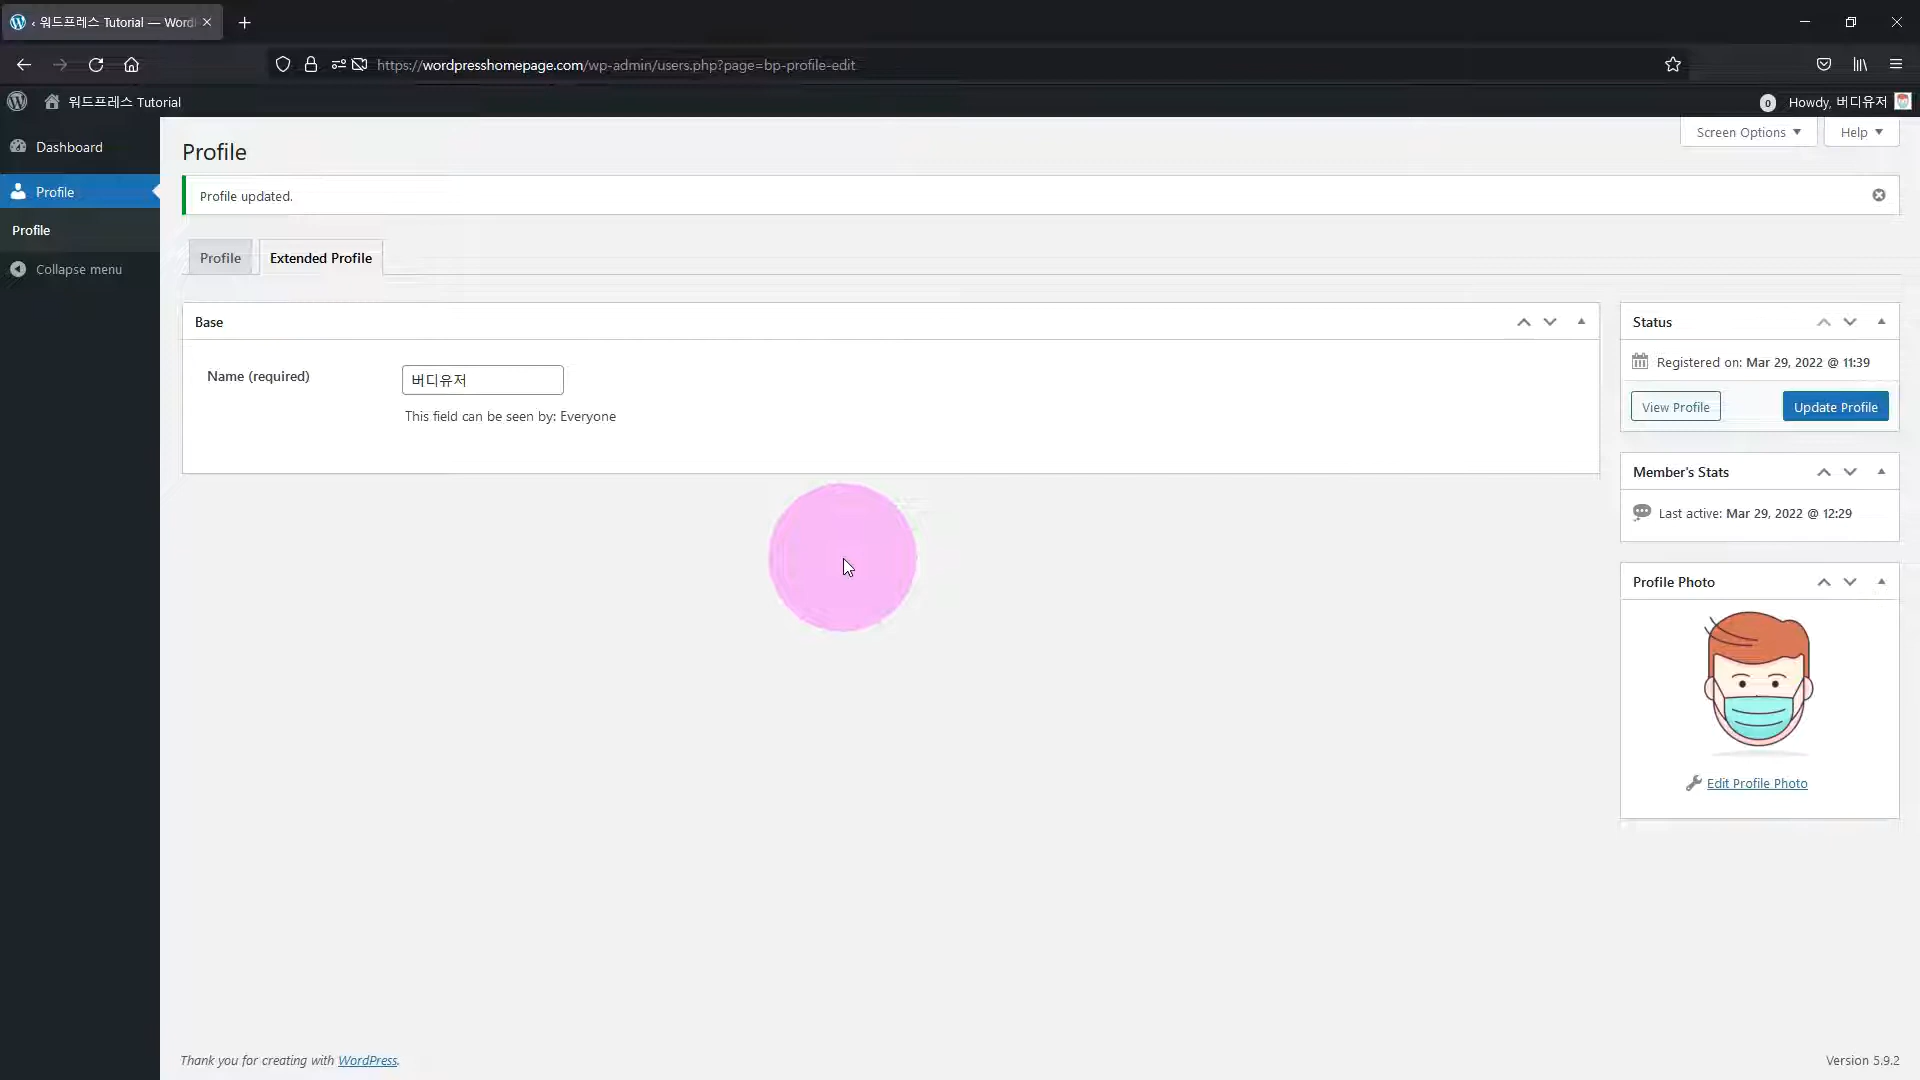 ‹ 워드프레스 Tutorial — Word
https://wordpresshomepage.com/wp-admin/users.php?page=bp-profile-edit
워드프레스 Tutorial
0
Howdy, 버디유저
Screen Options
Help
Dashboard
Profile
Profile
Collapse menu
Profile
Profile updated.
Profile
Extended Profile
Base
Name (required)
버디유저
This field can be seen by: Everyone
Status
Registered on: Mar 29, 2022 @ 11:39
View Profile
Update Profile
Member's Stats
Last active: Mar 29, 2022 @ 12:29
Profile Photo
Edit Profile Photo
Thank you for creating with WordPress.
Version 5.9.2